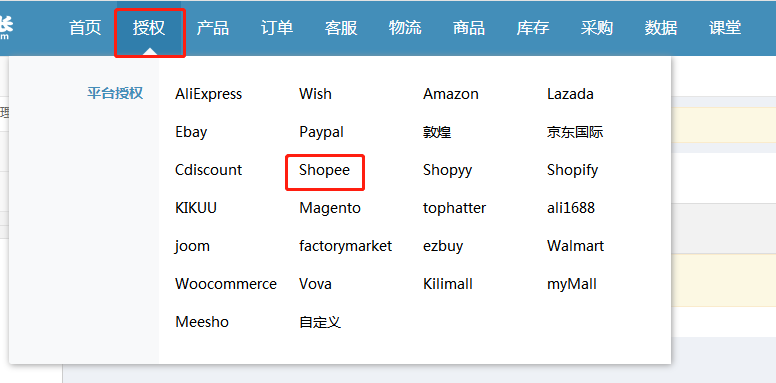 首页 授权 产品 订单 客服 物流 商品 库存 采购 数据 课堂
平台授权 AliExpress Wish Amazon Lazada
Ebay Paypal 敦煌 京东国际
Cdiscount Shopee Shopyy Shopify
KIKUU Magento tophatter ali1688
joom factorymarket ezbuy Walmart
Woocommerce Vova Kilimall myMall
Meesho 自定义
理